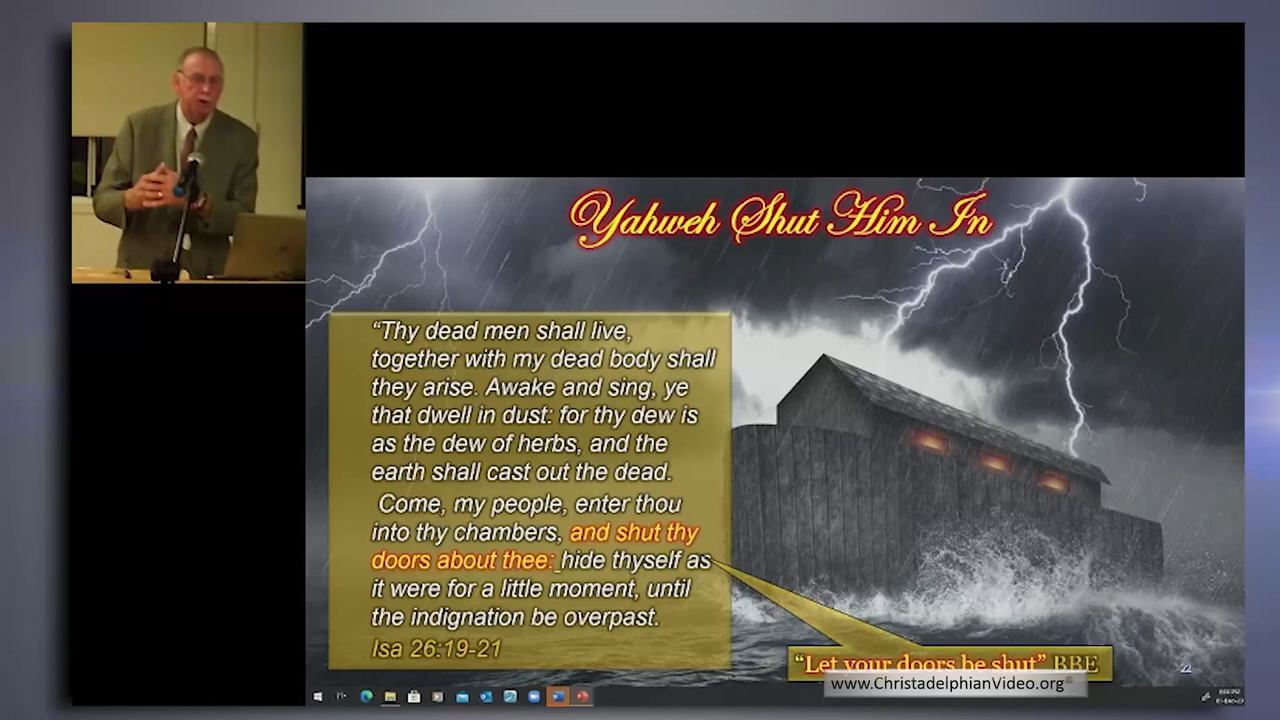 Yahweh Shut Him In
“Thy dead men shall live,
together with my dead body shall
they arise. Awake and sing, ye
that dwell in dust: for thy dew is
as the dew of herbs, and the
earth shall cast out the dead.
Come, my people, enter thou
into thy chambers, and shut thy
doors about thee: hide thyself as
it were for a little moment, until
the indignation be overpast.
Isa 26:19-21
“Let your doors be shut” BBE
22
www.ChristadelphianVideo.org®